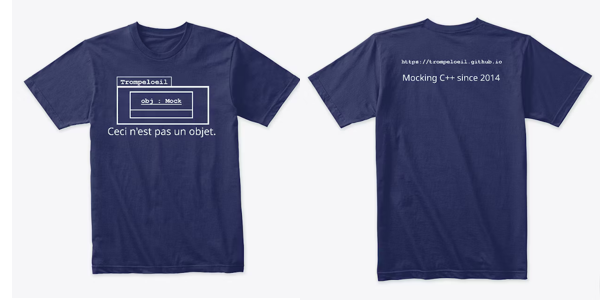 Trompeloeil
obj : Mock
Ceci n'est pas un objet.
https://trompeloeil.github.io
Mocking C++ since 2014